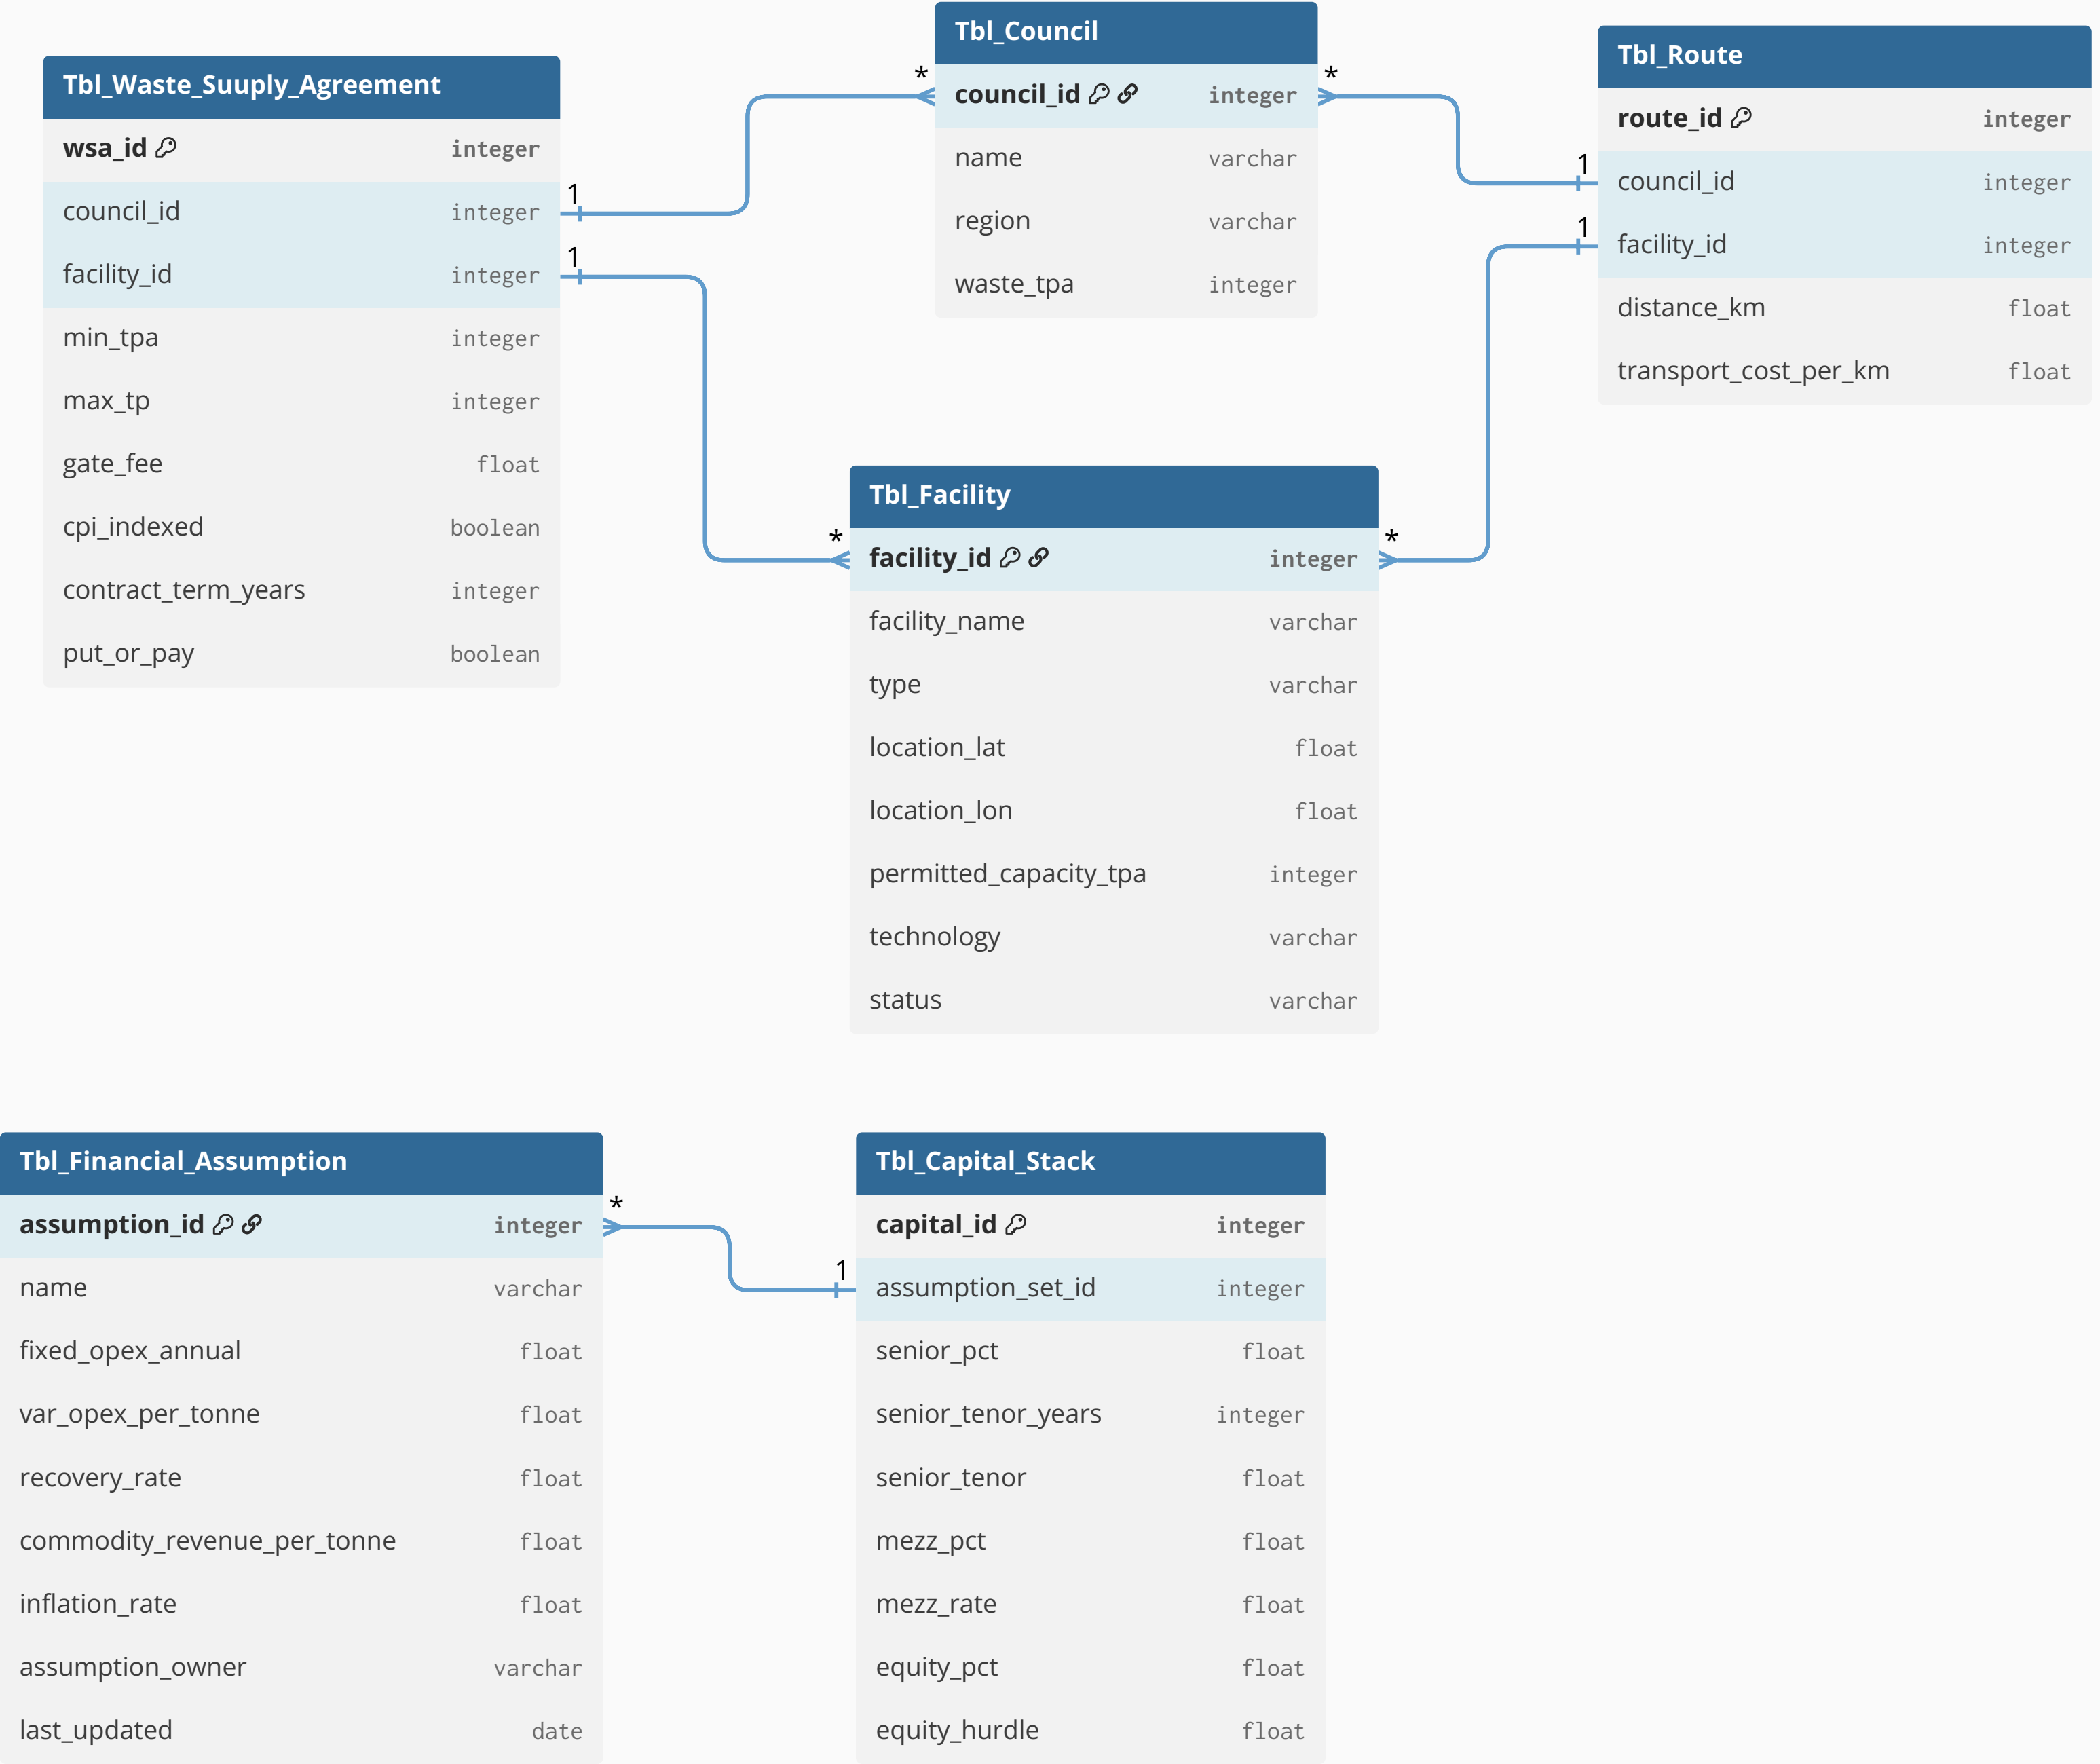 Tbl_Waste_Suuply_Agreement
wsa_id integer
council_id integer
facility_id integer
min_tpa integer
max_tp integer
gate_fee float
cpi_indexed boolean
contract_term_years integer
put_or_pay boolean
1
1
Tbl_Council
* *
council_id integer
name varchar
region varchar
waste_tpa integer
Tbl_Route
route_id integer
1
council_id integer
1
facility_id integer
distance_km float
transport_cost_per_km float
Tbl_Facility
* *
facility_id integer
facility_name varchar
type varchar
location_lat float
location_lon float
permitted_capacity_tpa integer
technology varchar
status varchar
Tbl_Financial_Assumption
*
assumption_id integer
name varchar
fixed_opex_annual float
var_opex_per_tonne float
recovery_rate float
commodity_revenue_per_tonne float
inflation_rate float
assumption_owner varchar
last_updated date
Tbl_Capital_Stack
capital_id integer
1
assumption_set_id integer
senior_pct float
senior_tenor_years integer
senior_tenor float
mezz_pct float
mezz_rate float
equity_pct float
equity_hurdle float